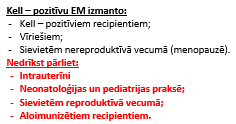 Kell – pozitīvu EM izmanto:
- Kell – pozitīviem recipientiem;
- Vīriešiem;
- Sievietēm nereproduktīvā vecumā (menopauzē).
Nedrīkst pārliet:
- Intrauterīni
- Neonatoloģijas un pediatrijas praksē;
- Sievietēm reproduktīvā vecumā;
- Aloimunizētiem recipientiem.